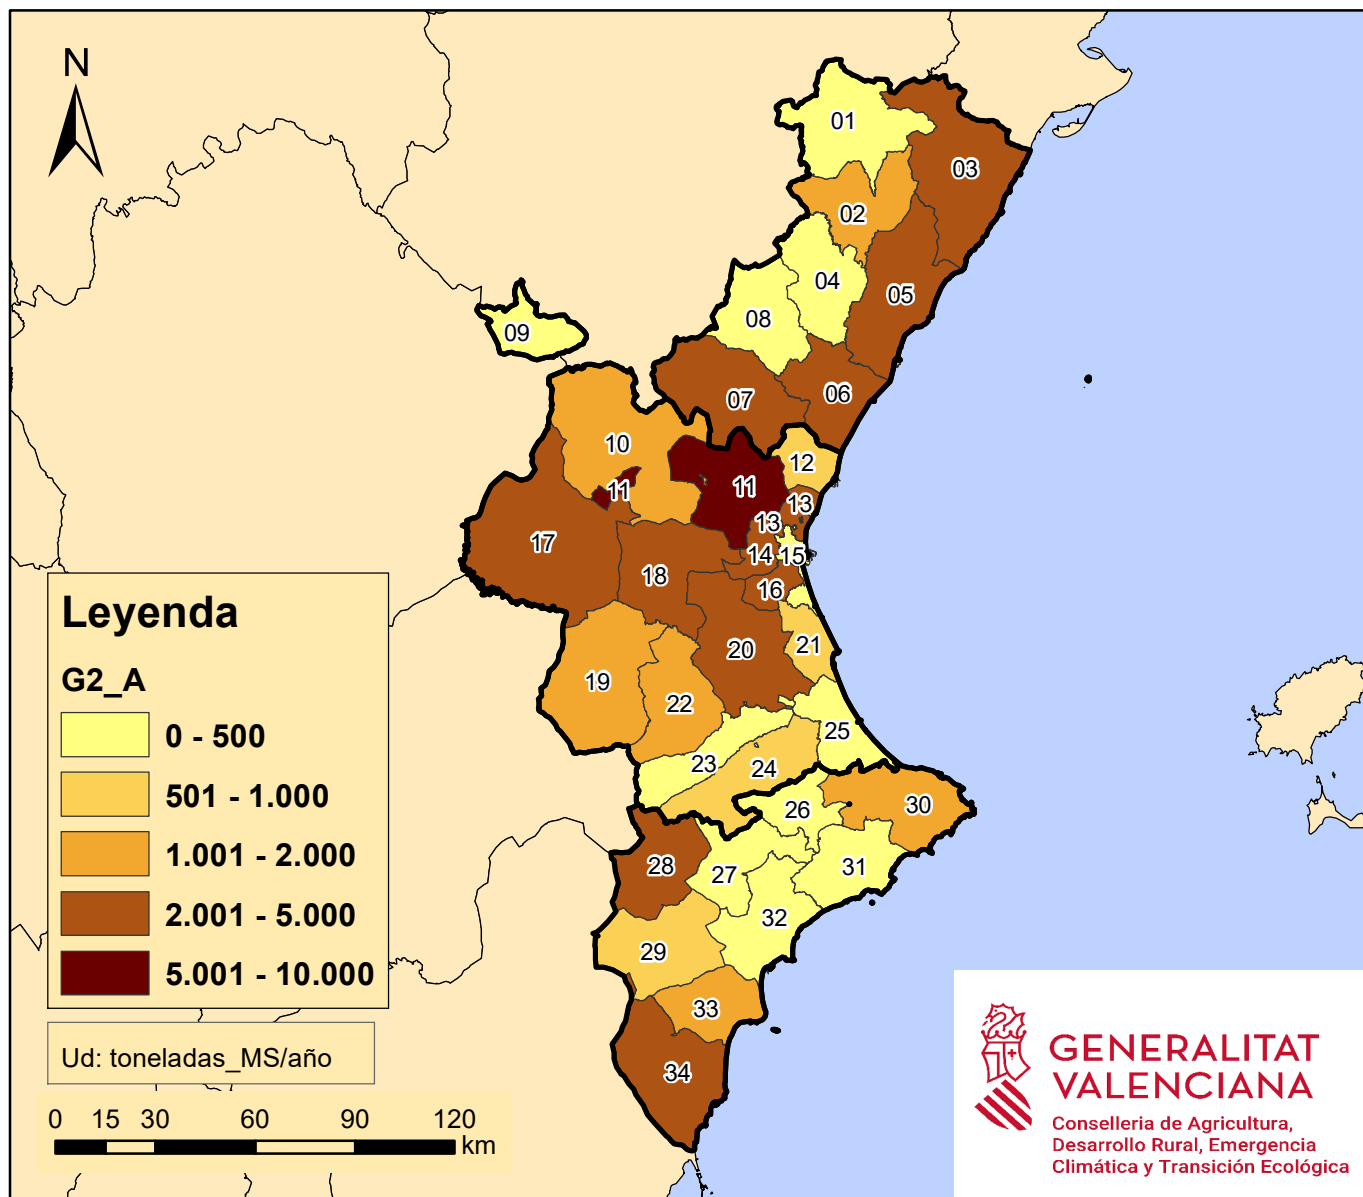 N
01
03
02
04
05
08
09
07
06
10
12
11
11
13
13
17
14
15
18
16
20
21
19
22
25
23
24
26
30
28
27
31
32
29
33
34
Leyenda
G2_A
0 - 500
501 - 1.000
1.001 - 2.000
2.001 - 5.000
5.001 - 10.000
Ud: toneladas_MS/año
0 15 30 60 90 120
km
GENERALITAT
VALENCIANA
Conselleria de Agricultura,
Desarrollo Rural, Emergencia
Climática y Transición Ecológica